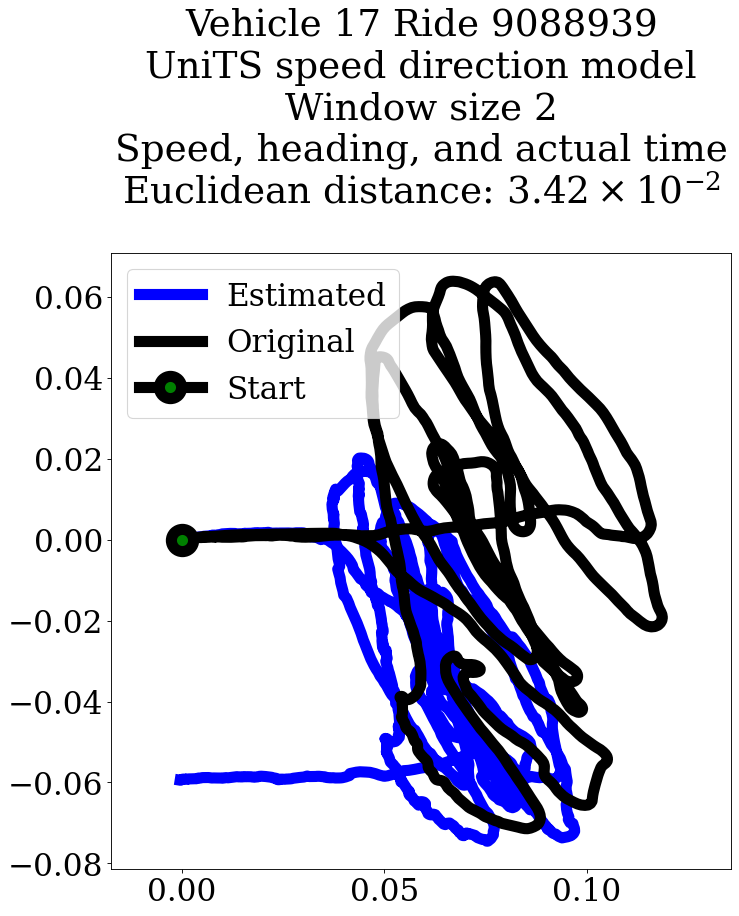 Vehicle 17 Ride 9088939
UniTS speed direction model
Window size 2
Speed, heading, and actual time
Euclidean distance: 3.42 × 10⁻²
Estimated
Original
Start
0.06
0.04
0.02
0.00
−0.02
−0.04
−0.06
−0.08
0.00
0.05
0.10